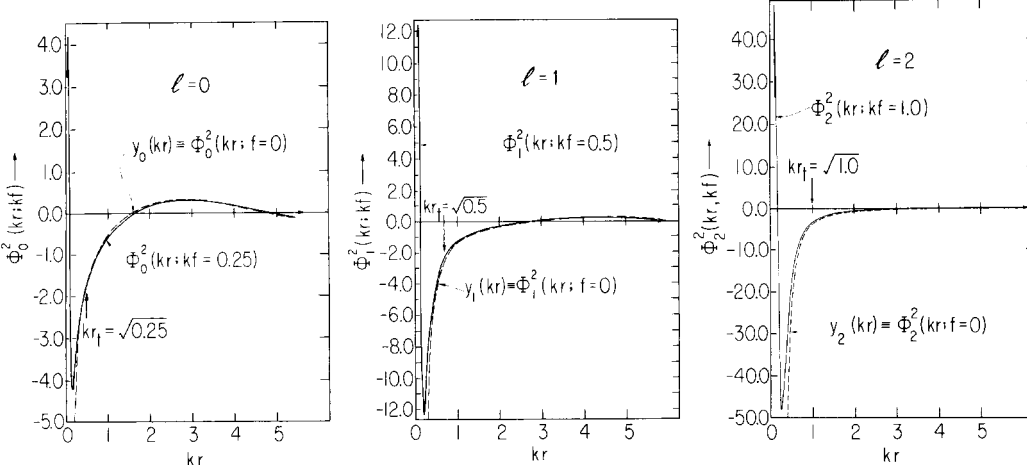 4.0
3.0
2.0
1.0
0.0
-1.0
-2.0
-3.0
-4.0
-5.0
Φ₀²(kr;kf)
ℓ=0
y₀(kr)≡Φ₀²(kr;f=0)
Φ₀²(kr;kf=0.25)
krₜ=√0.25
0 1 2 3 4 5
kr
12.0
10.0
8.0
6.0
4.0
2.0
0.0
-2.0
-4.0
-6.0
-8.0
-10.0
-12.0
Φ₁²(kr;kf)
ℓ=1
Φ₁²(kr;kf=0.5)
krₜ=√0.5
y₁(kr)≡Φ₁²(kr;f=0)
0 1 2 3 4 5 6
kr
40.0
30.0
20.0
10.0
0.0
-10.0
-20.0
-30.0
-40.0
-50.0
Φ₂²(kr,kf)
ℓ=2
Φ₂²(kr;kf=1.0)
krₜ=√1.0
y₂(kr)≡Φ₂²(kr;f=0)
0 1 2 3 4 5 6
kr